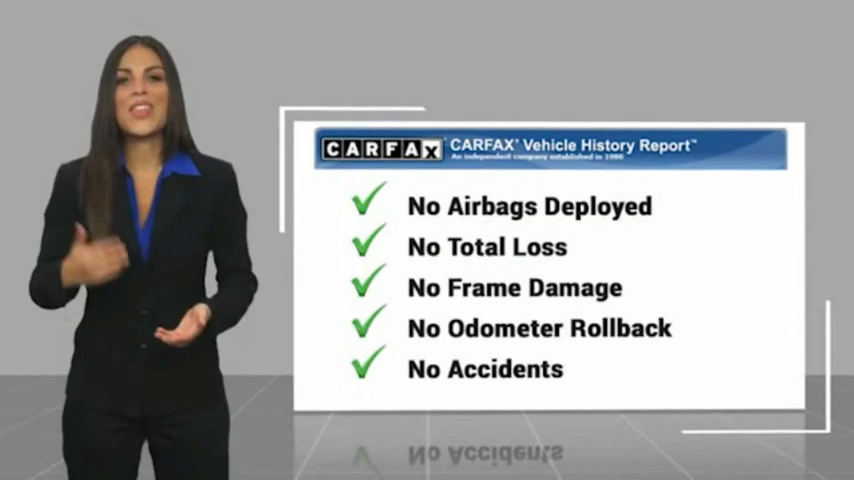 CARFAX CARFAX® Vehicle History Report™
An independent company established in 1986
No Airbags Deployed
No Total Loss
No Frame Damage
No Odometer Rollback
No Accidents
No Accidents